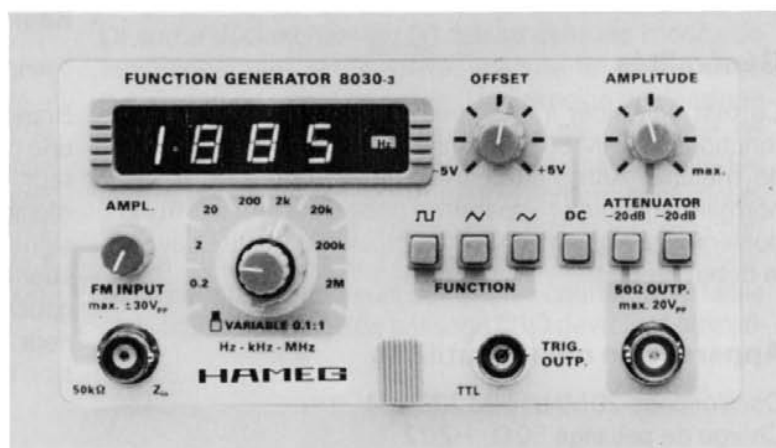 FUNCTION GENERATOR 8030-3
OFFSET
AMPLITUDE
1.885 Hz
-5V
+5V
max.
AMPL.
0.2
2
20
200
2k
20k
200k
2M
ATTENUATOR
DC
-20dB
-20dB
FM INPUT
max. ±30Vpp
FUNCTION
50Ω OUTP.
max. 20Vpp
VARIABLE 0.1:1
Hz - kHz - MHz
HAMEG
TRIG.
OUTP.
TTL
50kΩ